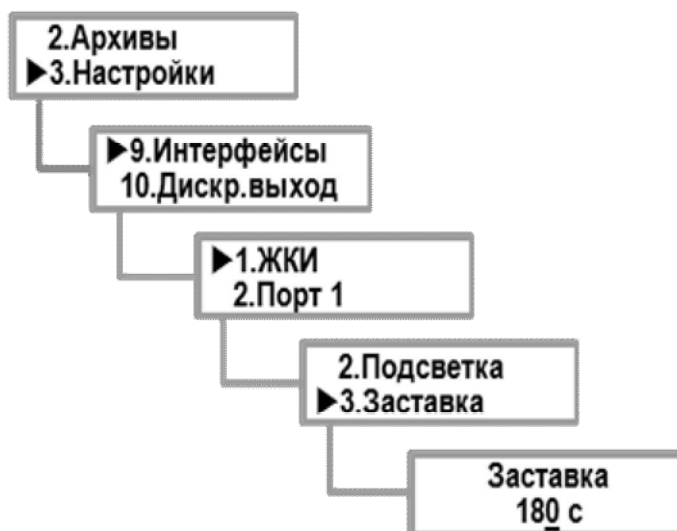 2.Архивы
▶3.Настройки
▶9.Интерфейсы
10.Дискр.выход
▶1.ЖКИ
2.Порт 1
2.Подсветка
▶3.Заставка
Заставка
180 с